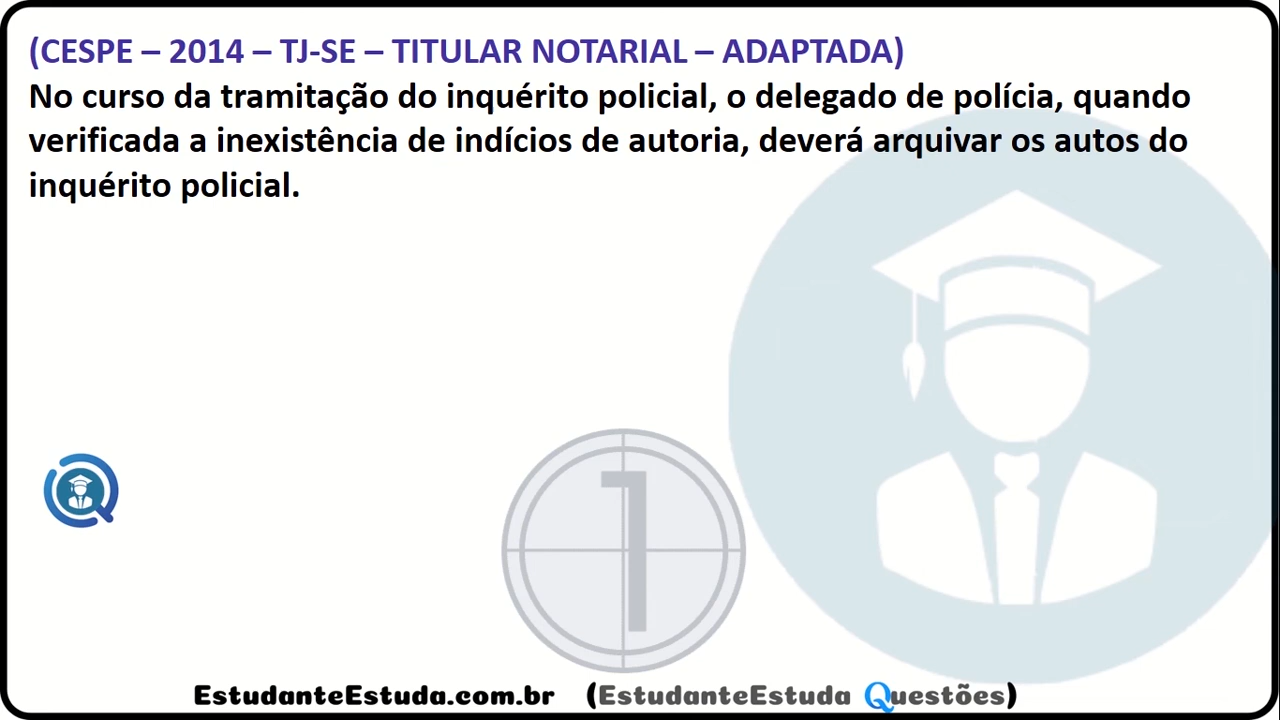 (CESPE – 2014 – TJ-SE – TITULAR NOTARIAL – ADAPTADA)
No curso da tramitação do inquérito policial, o delegado de polícia, quando
verificada a inexistência de indícios de autoria, deverá arquivar os autos do
inquérito policial.
1
EstudanteEstuda.com.br (EstudanteEstuda Questões)